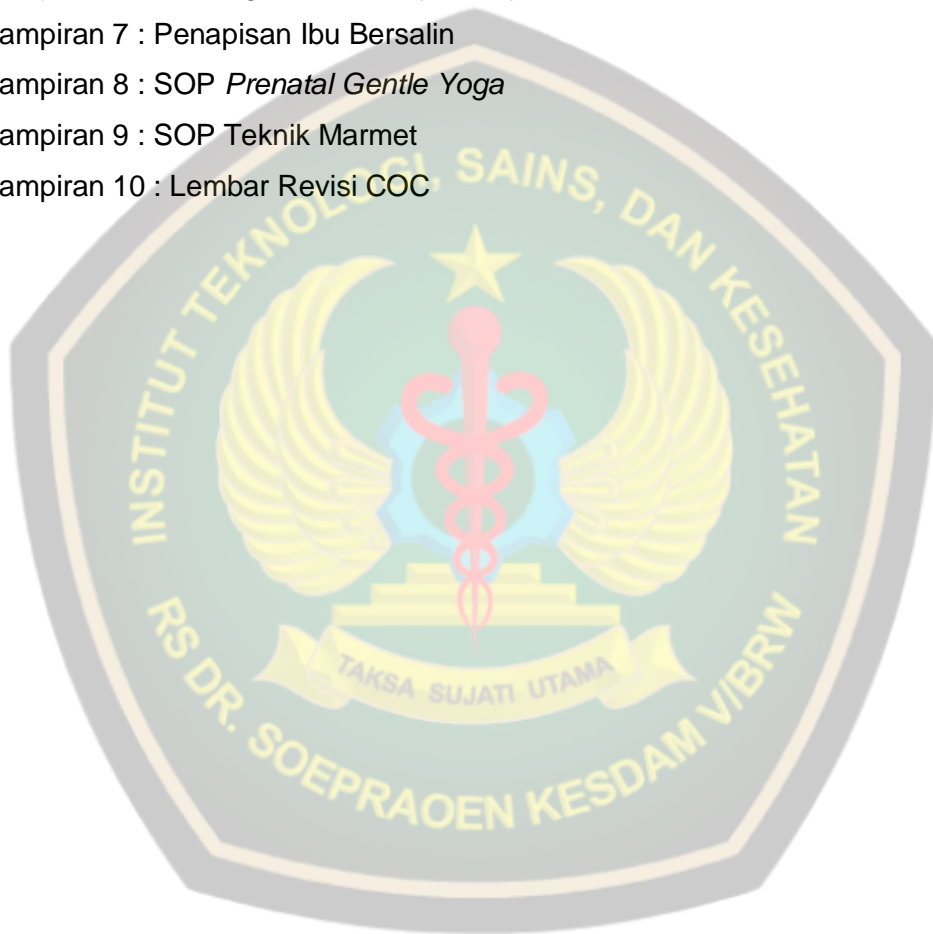 ampiran 7 : Penapisan Ibu Bersalin
ampiran 8 : SOP Prenatal Gentle Yoga
ampiran 9 : SOP Teknik Marmet
ampiran 10 : Lembar Revisi COC
INSTITUT TEKNOLOGI, SAINS, DAN KESEHATAN
TAKSA SUJATI UTAMA
RS DR. SOEPRAOEN KESDAM V/BRW